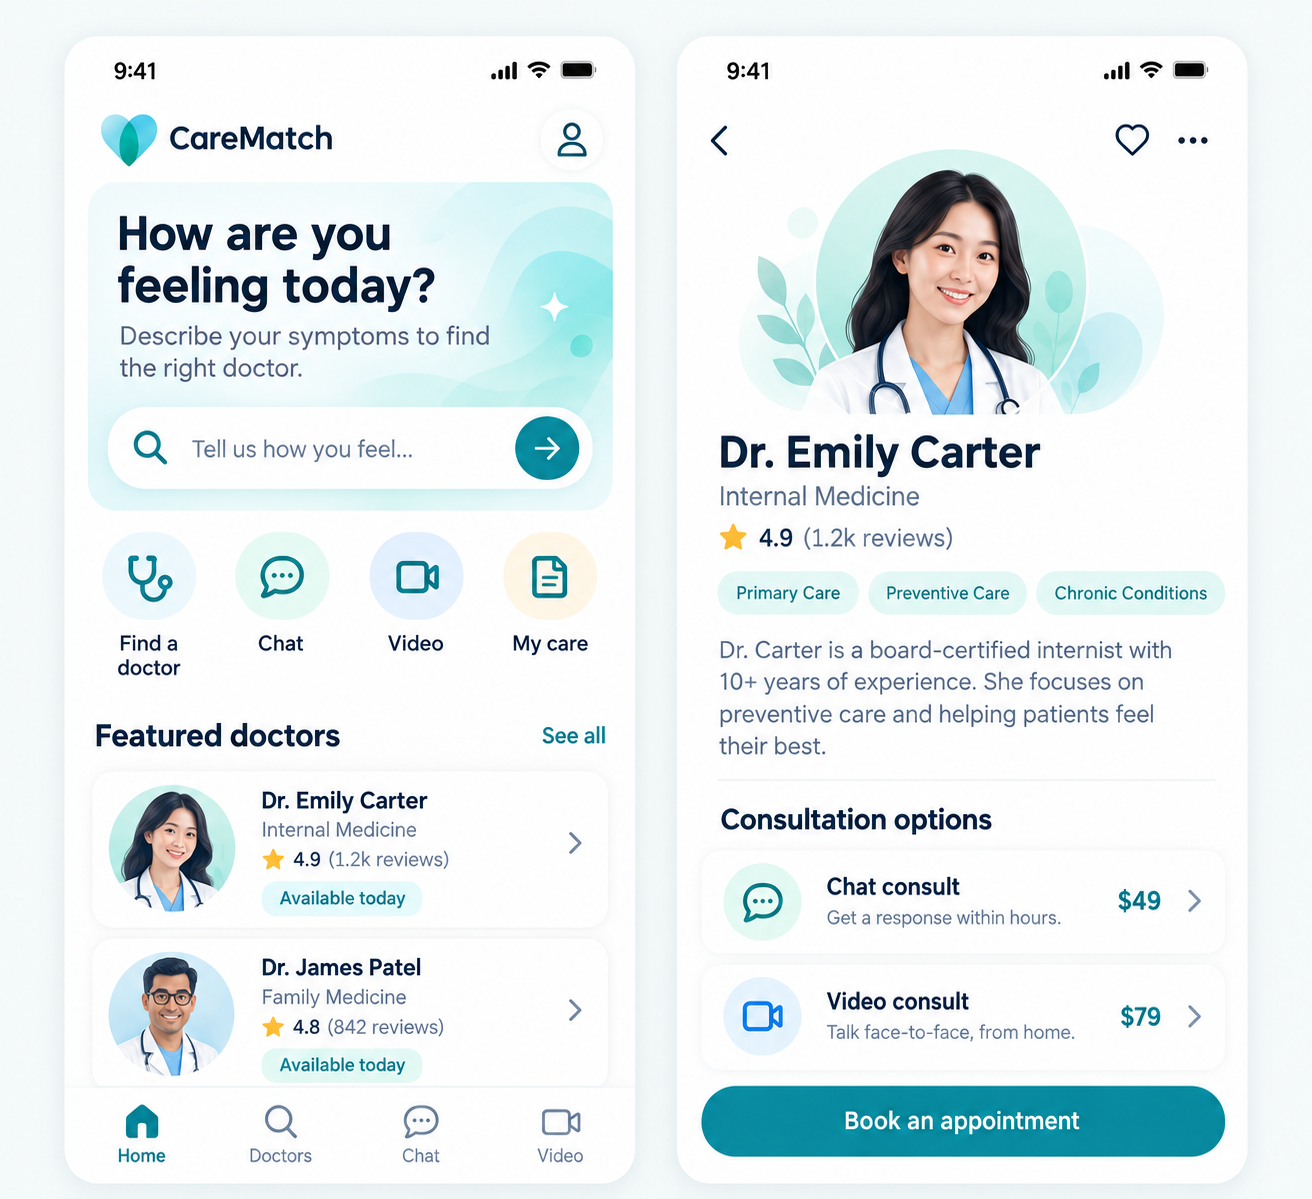 9:41
CareMatch
How are you
feeling today?
Describe your symptoms to find
the right doctor.
Tell us how you feel...
Find a
doctor
Chat
Video
My care
Featured doctors
See all
Dr. Emily Carter
Internal Medicine
4.9 (1.2k reviews)
Available today
Dr. James Patel
Family Medicine
4.8 (842 reviews)
Available today
Home
Doctors
Chat
Video
9:41
Dr. Emily Carter
Internal Medicine
4.9 (1.2k reviews)
Primary Care
Preventive Care
Chronic Conditions
Dr. Carter is a board-certified internist with
10+ years of experience. She focuses on
preventive care and helping patients feel
their best.
Consultation options
Chat consult
Get a response within hours.
$49
Video consult
Talk face-to-face, from home.
$79
Book an appointment